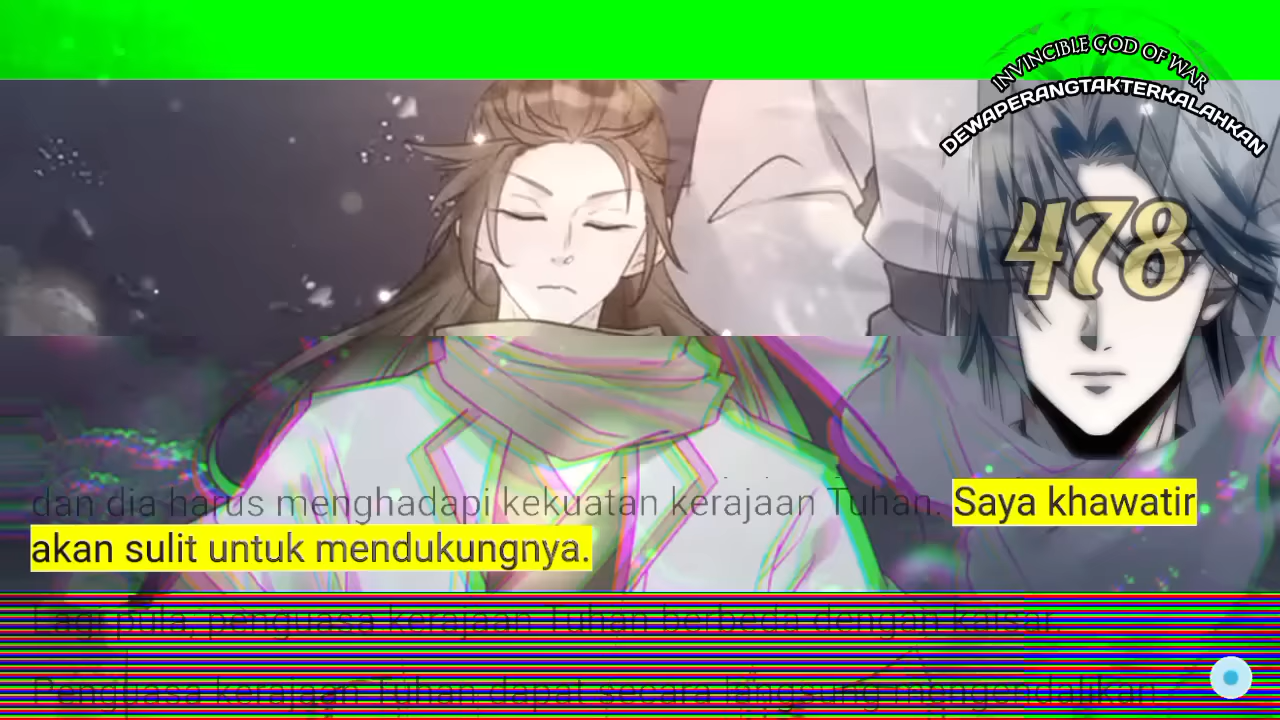 INVINCIBLE GOD OF WAR
DEWAPERANGTAKTERKALAHKAN
478
dan dia harus menghadapi kekuatan kerajaan Tuhan. Saya khawatir
akan sulit untuk mendukungnya.
Lagi pula, penguasa kerajaan Tuhan berbeda dengan kaisar.
Penguasa kerajaan Tuhan dapat secara langsung mengendalikan